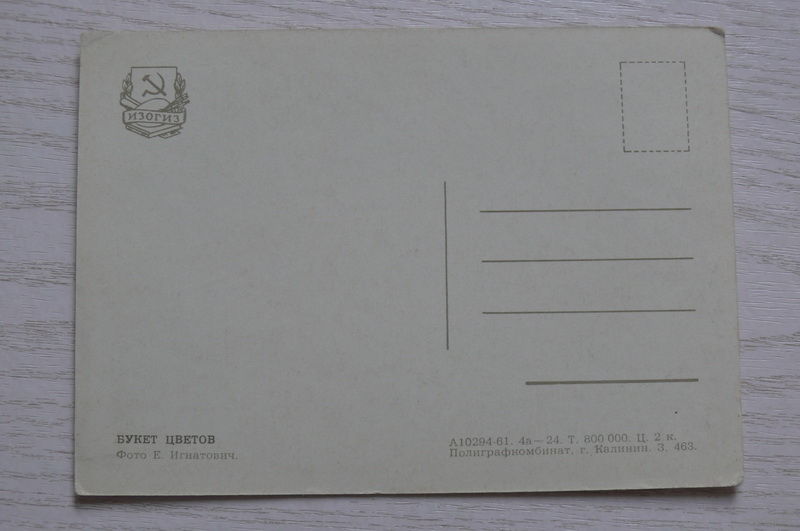 ИЗОГИЗ
БУКЕТ ЦВЕТОВ
Фото Е. Игнатович.
А10294-61. 4а—24. Т. 800 000. Ц. 2 к.
Полиграфкомбинат, г. Калинин. З. 463.